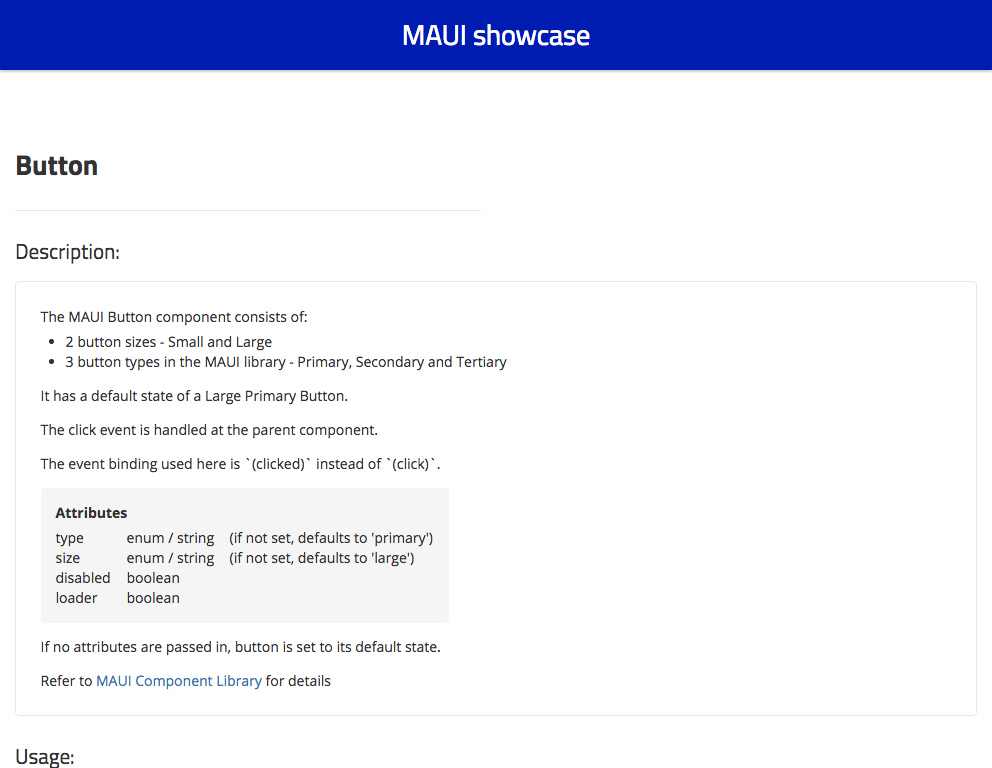 MAUI showcase
Button
Description:
The MAUI Button component consists of:
• 2 button sizes - Small and Large
• 3 button types in the MAUI library - Primary, Secondary and Tertiary
It has a default state of a Large Primary Button.
The click event is handled at the parent component.
The event binding used here is `(clicked)` instead of `(click)`.
Attributes
type enum / string (if not set, defaults to 'primary')
size enum / string (if not set, defaults to 'large')
disabled boolean
loader boolean
If no attributes are passed in, button is set to its default state.
Refer to MAUI Component Library for details
Usage: